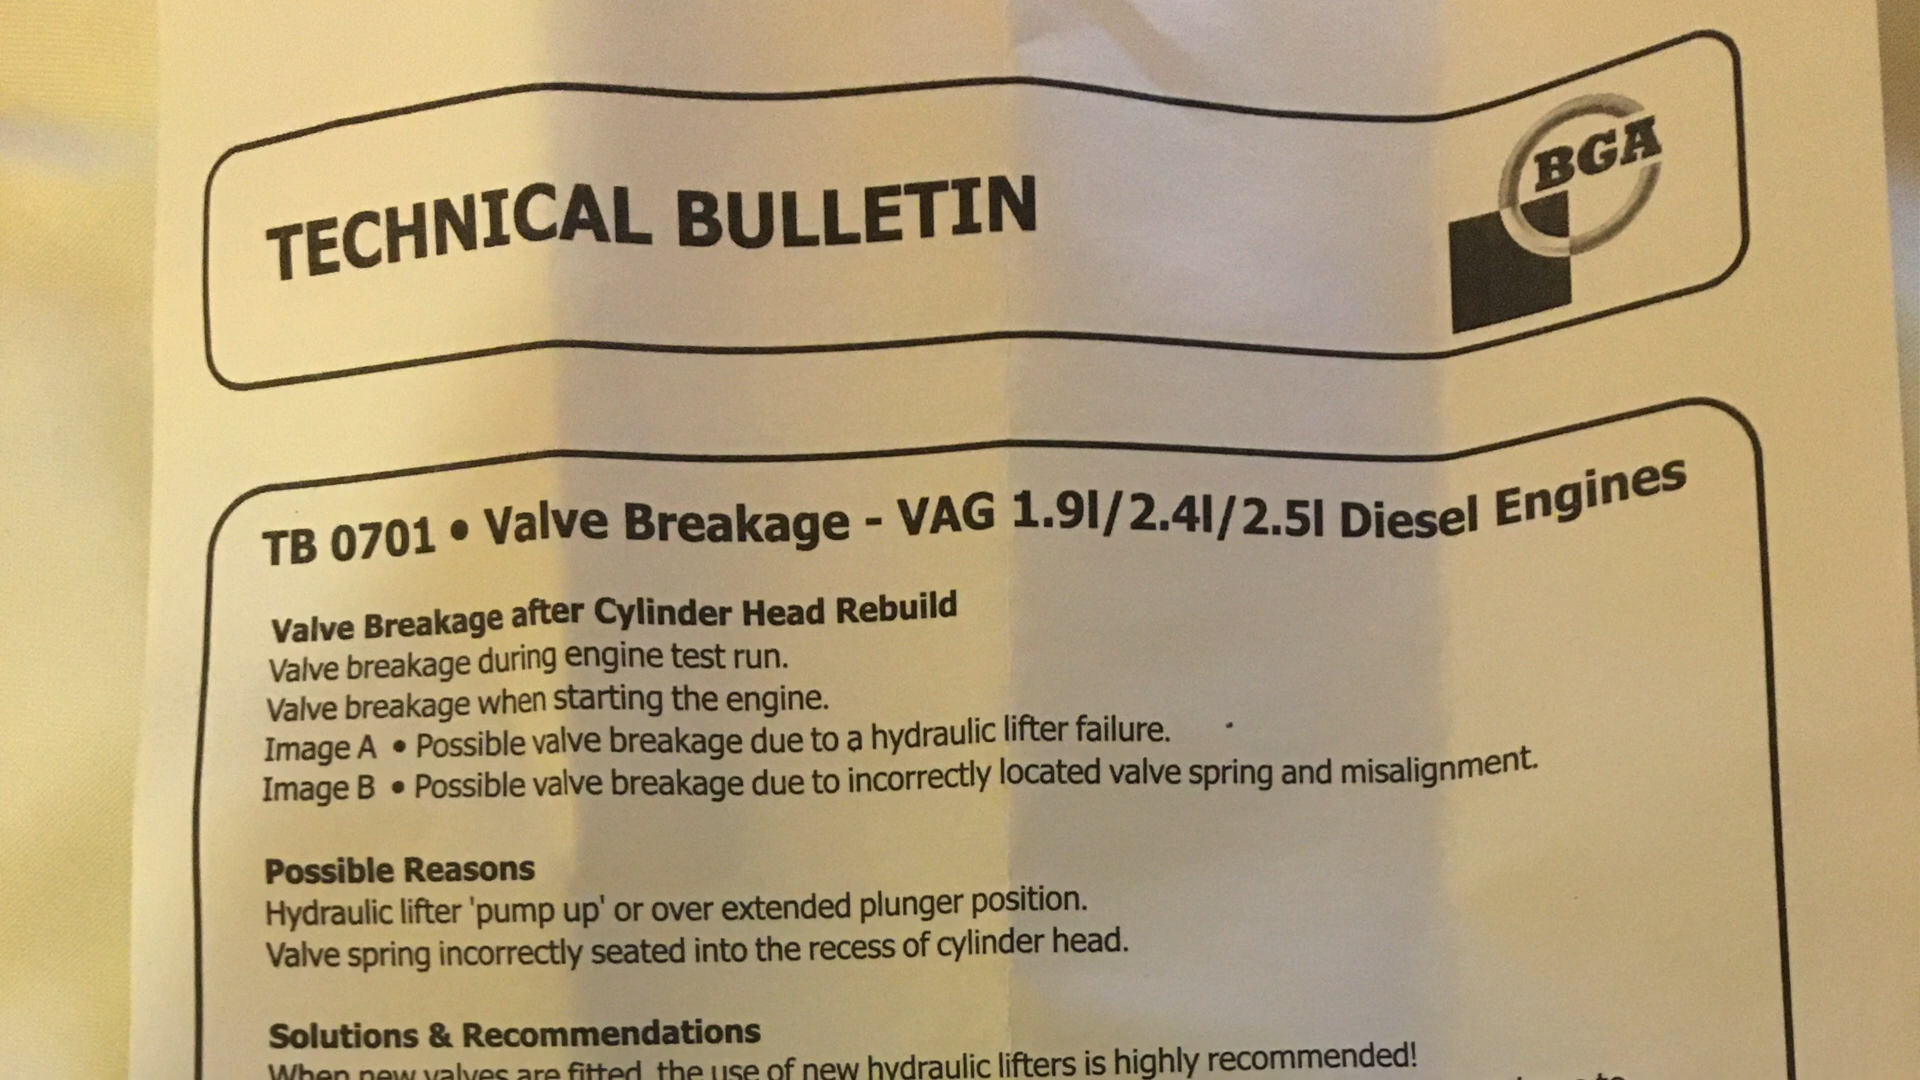 TECHNICAL BULLETIN
BGA
TB 0701 • Valve Breakage - VAG 1.9l/2.4l/2.5l Diesel Engines
Valve Breakage after Cylinder Head Rebuild
Valve breakage during engine test run.
Valve breakage when starting the engine.
Image A • Possible valve breakage due to a hydraulic lifter failure.
Image B • Possible valve breakage due to incorrectly located valve spring and misalignment.
Possible Reasons
Hydraulic lifter 'pump up' or over extended plunger position.
Valve spring incorrectly seated into the recess of cylinder head.
Solutions & Recommendations
When new valves are fitted, the use of new hydraulic lifters is highly recommended!